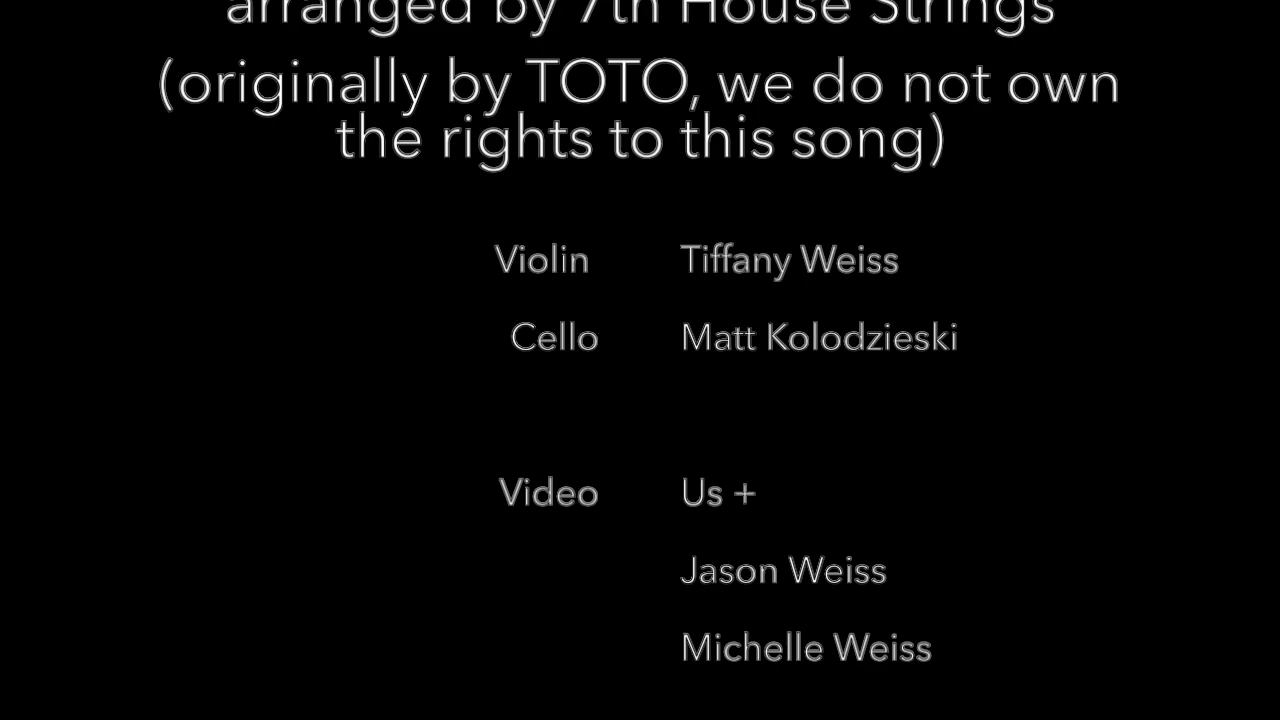 arranged by 7th House Strings
(originally by TOTO, we do not own
the rights to this song)
Violin Tiffany Weiss
Cello Matt Kolodzieski
Video Us +
Jason Weiss
Michelle Weiss